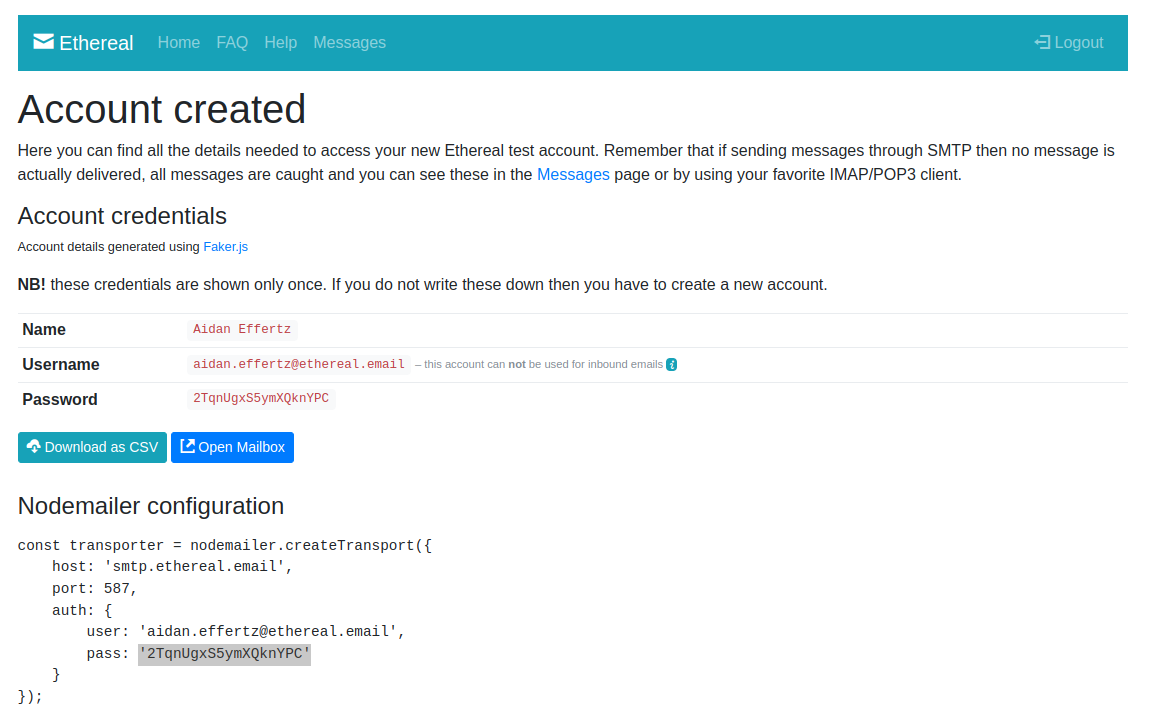 Ethereal Home FAQ Help Messages Logout
Account created
Here you can find all the details needed to access your new Ethereal test account. Remember that if sending messages through SMTP then no message is
actually delivered, all messages are caught and you can see these in the Messages page or by using your favorite IMAP/POP3 client.
Account credentials
Account details generated using Faker.js
NB! these credentials are shown only once. If you do not write these down then you have to create a new account.
Name Aidan Effertz
Username aidan.effertz@ethereal.email – this account can not be used for inbound emails i
Password 2TqnUgxS5ymXQknYPC
Download as CSV Open Mailbox
Nodemailer configuration
const transporter = nodemailer.createTransport({
    host: 'smtp.ethereal.email',
    port: 587,
    auth: {
        user: 'aidan.effertz@ethereal.email',
        pass: '2TqnUgxS5ymXQknYPC'
    }
});